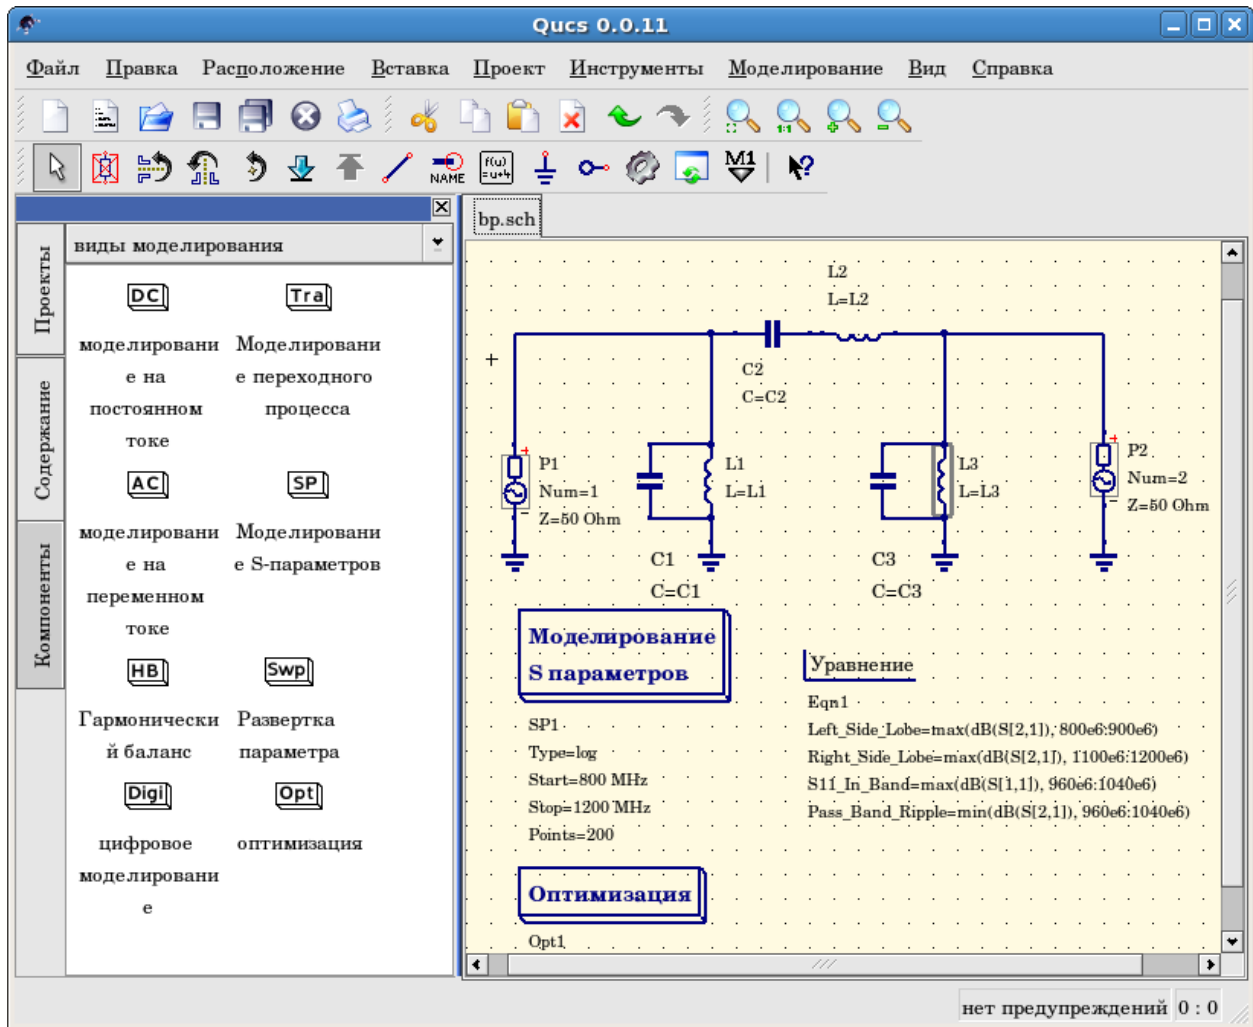 Qucs 0.0.11
Файл Правка Расположение Вставка Проект Инструменты Моделирование Вид Справка
1:1
NAME
f(u)
=u+4
M1
bp.sch
Проекты
Содержание
Компоненты
виды моделирования
DC
моделировани
е на
постоянном
токе
Tra
Моделировани
е переходного
процесса
AC
моделировани
е на
переменном
токе
SP
Моделировани
е S-параметров
HB
Гармонически
й баланс
Swp
Развертка
параметра
Digi
цифровое
моделировани
е
Opt
оптимизация
L2
L=L2
C2
C=C2
P1
Num=1
Z=50 Ohm
L1
L=L1
L3
L=L3
P2
Num=2
Z=50 Ohm
C1
C=C1
C3
C=C3
Моделирование
S параметров
SP1
Type=log
Start=800 MHz
Stop=1200 MHz
Points=200
Уравнение
Eqn1
Left_Side_Lobe=max(dB(S[2,1]), 800e6:900e6)
Right_Side_Lobe=max(dB(S[2,1]), 1100e6:1200e6)
S11_In_Band=max(dB(S[1,1]), 960e6:1040e6)
Pass_Band_Ripple=min(dB(S[2,1]), 960e6:1040e6)
Оптимизация
Opt1
нет предупреждений 0 : 0